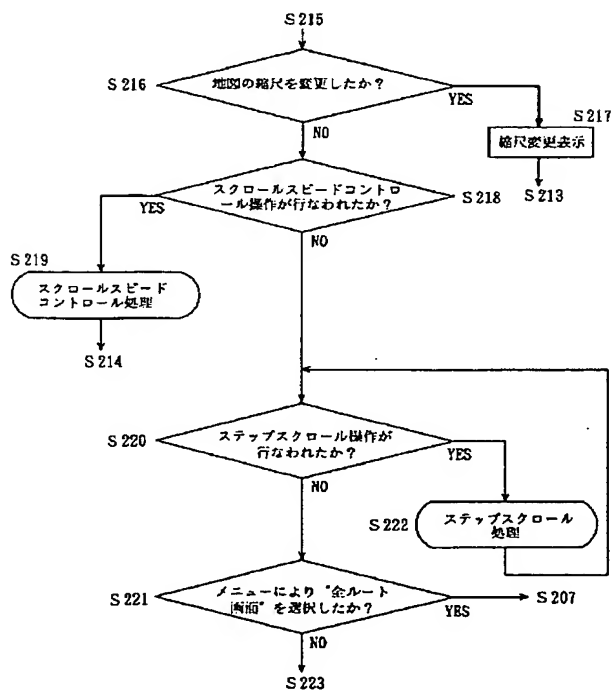 S215
S216
地図の縮尺を変更したか？
YES
S217
NO
縮尺変更表示
S213
スクロールスピードコントロ
ール操作が行なわれたか？
S218
YES
NO
S219
スクロールスピード
コントロール処理
S214
S220
ステップスクロール操作が
行なわれたか？
YES
NO
S222
ステップスクロール
処理
S221
メニューにより“全ルート
画面”を選択したか？
YES
S207
NO
S223